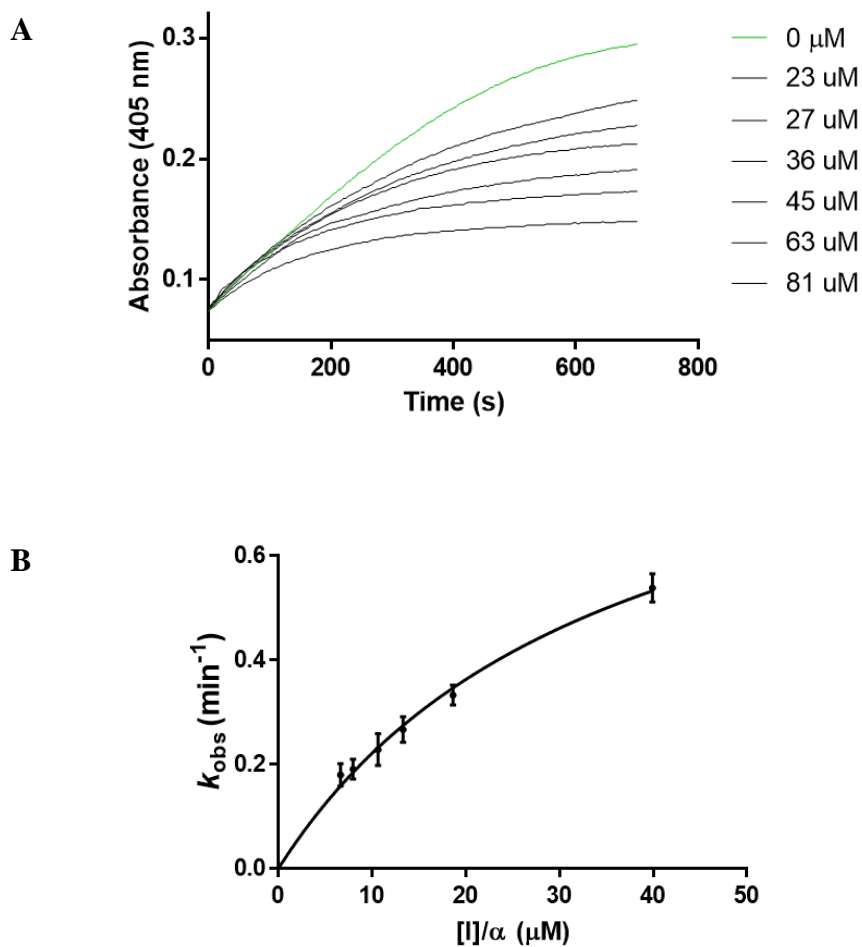 A
Absorbance (405 nm)
0.3
0.2
0.1
0
200
400
600
800
Time (s)
0 μM
23 uM
27 uM
36 uM
45 uM
63 uM
81 uM
B
kobs (min-1)
0.6
0.4
0.2
0.0
0
10
20
30
40
50
[I]/α (μM)